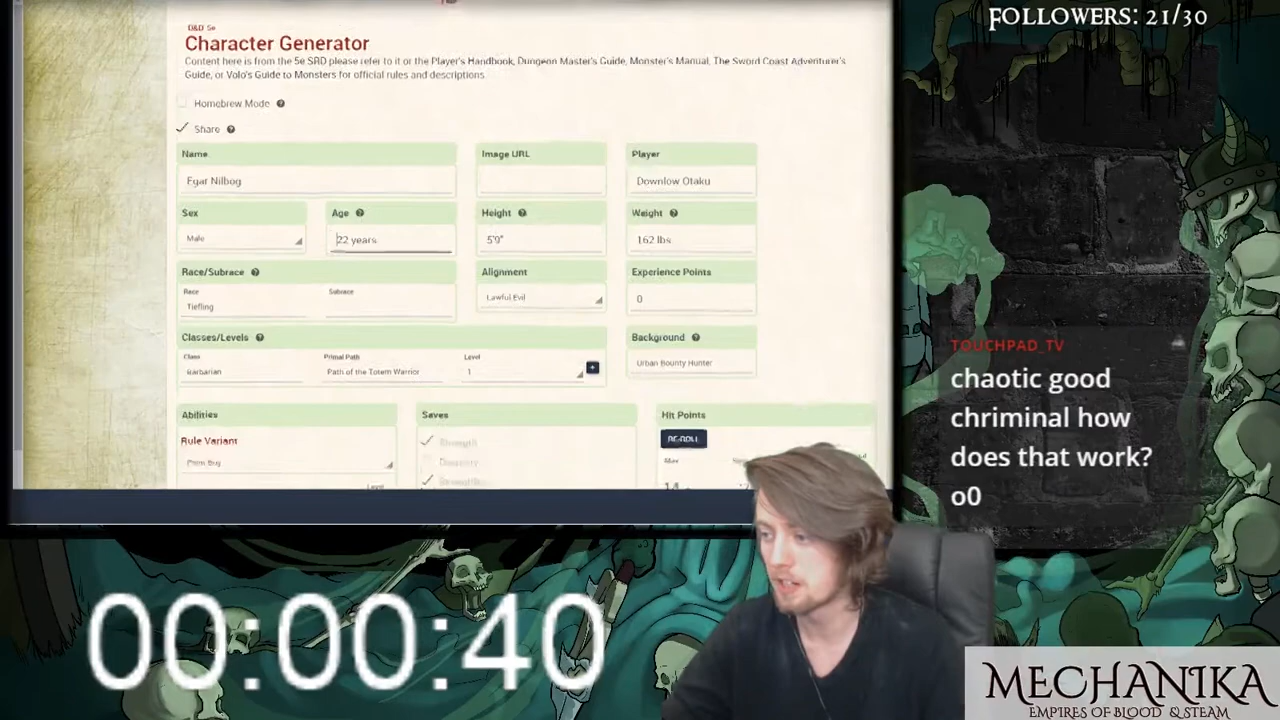 FOLLOWERS: 21/30
D&D 5e
Character Generator
Content here is from the 5e SRD please refer to it or the Player's Handbook, Dungeon Master's Guide, Monster's Manual, The Sword Coast Adventurer's
Guide, or Volo's Guide to Monsters for official rules and descriptions.
Homebrew Mode
Share
Name
Image URL
Player
Egar Nilbog
Downlow Otaku
Sex
Age
Height
Weight
Male
22 years
5'9"
162 lbs
Race/Subrace
Alignment
Experience Points
Race
Subrace
Tiefling
Lawful Evil
0
Classes/Levels
Background
Class
Primal Path
Level
Barbarian
Path of the Totem Warrior
1
Urban Bounty Hunter
Abilities
Saves
Hit Points
Rule Variant
Strength
RE-ROLL
Point Buy
Dexterity
Max
Level
TOUCHPAD_TV
chaotic good
chriminal how
does that work?
o0
00:00:40
MECHANIKA
EMPIRES OF BLOOD & STEAM